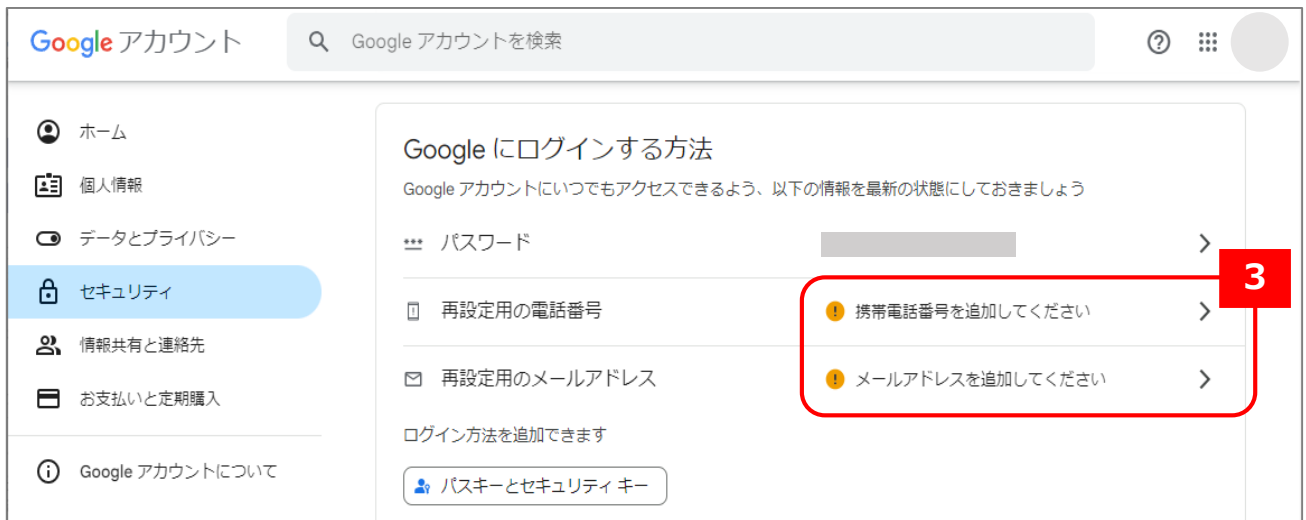 Google アカウント
Google アカウントを検索
ホーム
個人情報
データとプライバシー
セキュリティ
情報共有と連絡先
お支払いと定期購入
Google アカウントについて
Google にログインする方法
Google アカウントにいつでもアクセスできるよう、以下の情報を最新の状態にしておきましょう
パスワード
3
再設定用の電話番号 携帯電話番号を追加してください
再設定用のメールアドレス メールアドレスを追加してください
ログイン方法を追加できます
パスキーとセキュリティ キー